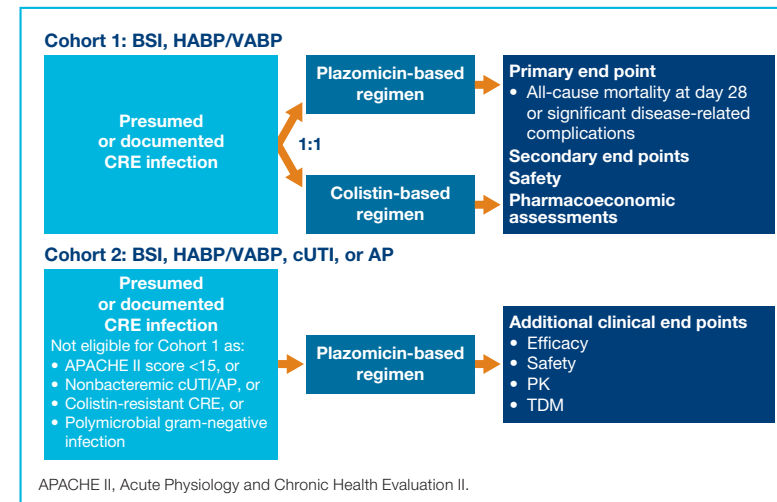 Cohort 1: BSI, HABP/VABP
Presumed
or documented
CRE infection
1:1
Plazomicin-based
regimen
Colistin-based
regimen
Primary end point
• All-cause mortality at day 28
or significant disease-related
complications
Secondary end points
Safety
Pharmacoeconomic
assessments
Cohort 2: BSI, HABP/VABP, cUTI, or AP
Presumed
or documented
CRE infection
Not eligible for Cohort 1 as:
• APACHE II score <15, or
• Nonbacteremic cUTI/AP, or
• Colistin-resistant CRE, or
• Polymicrobial gram-negative
infection
Plazomicin-based
regimen
Additional clinical end points
• Efficacy
• Safety
• PK
• TDM
APACHE II, Acute Physiology and Chronic Health Evaluation II.